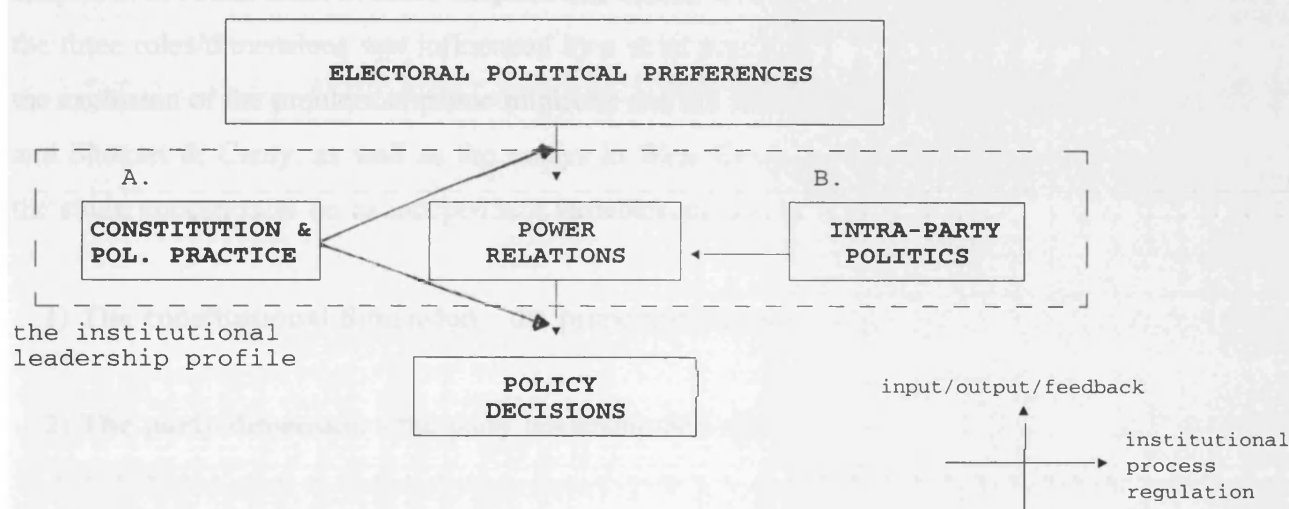 ELECTORAL POLITICAL PREFERENCES
A.
B.
CONSTITUTION &
POL. PRACTICE
POWER
RELATIONS
INTRA-PARTY
POLITICS
the institutional
leadership profile
POLICY
DECISIONS
input/output/feedback
institutional
process
regulation